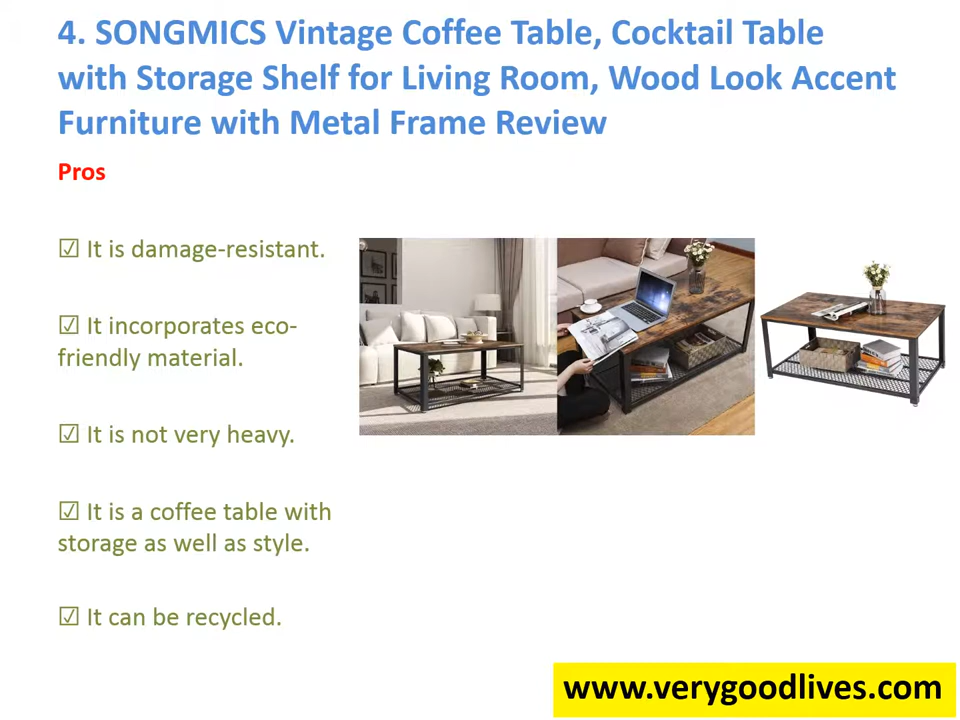 4. SONGMICS Vintage Coffee Table, Cocktail Table
with Storage Shelf for Living Room, Wood Look Accent
Furniture with Metal Frame Review
Pros
☑ It is damage-resistant.
☑ It incorporates eco-
friendly material.
☑ It is not very heavy.
☑ It is a coffee table with
storage as well as style.
☑ It can be recycled.
www.verygoodlives.com